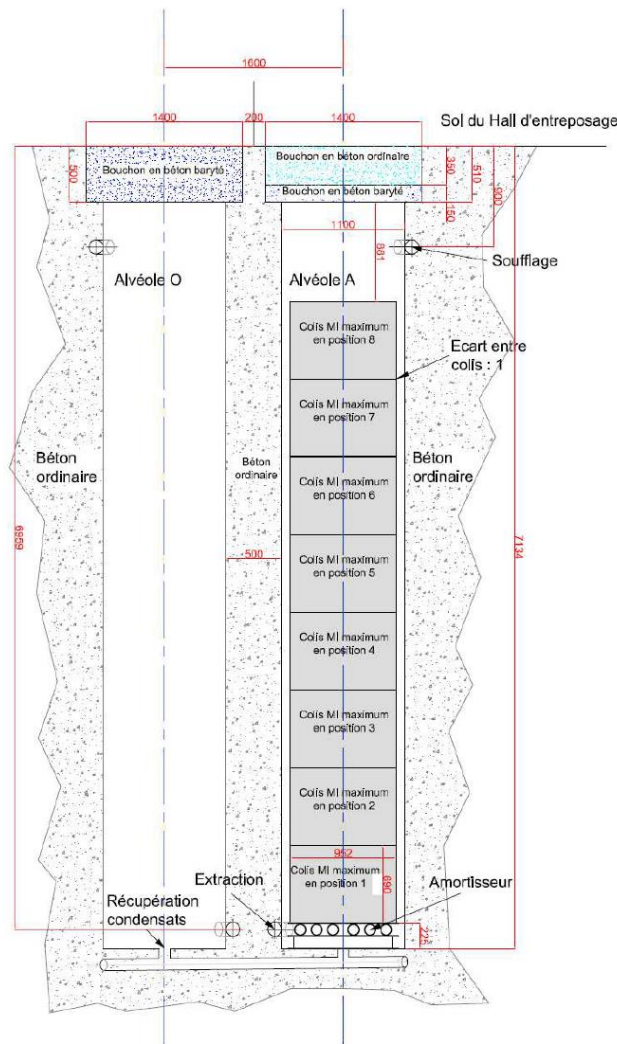 1600
1400
200
1400
Sol du Hall d'entreposage
500
Bouchon en béton baryté
Bouchon en béton ordinaire
Bouchon en béton baryté
350
510
150
900
1100
881
Soufflage
Alvéole O
Alvéole A
Colis MI maximum
en position 8
Ecart entre
colis : 1
Colis MI maximum
en position 7
Béton
ordinaire
Béton
ordinaire
Béton
ordinaire
Colis MI maximum
en position 6
6959
7134
500
Colis MI maximum
en position 5
Colis MI maximum
en position 4
Colis MI maximum
en position 3
Colis MI maximum
en position 2
952
Colis MI maximum
en position 1
690
Extraction
Amortisseur
Récupération
condensats
225